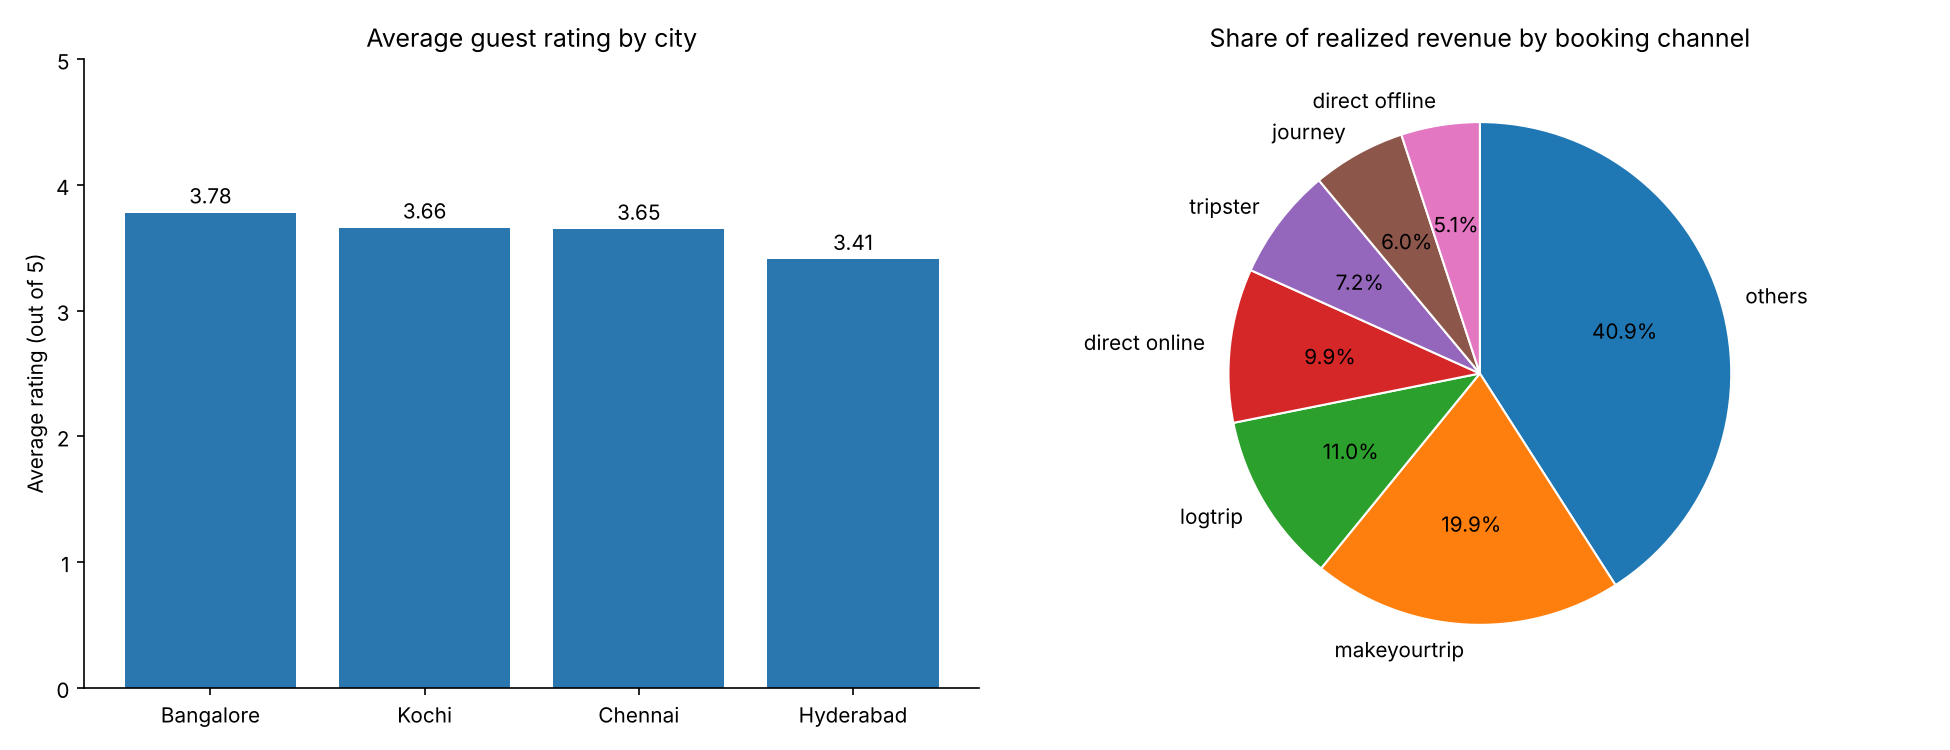 Average guest rating by city
Average rating (out of 5)
5
4
3
2
1
0
3.78
3.66
3.65
3.41
Bangalore
Kochi
Chennai
Hyderabad
Share of realized revenue by booking channel
direct offline
journey
tripster
direct online
logtrip
makeyourtrip
others
5.1%
6.0%
7.2%
9.9%
11.0%
19.9%
40.9%